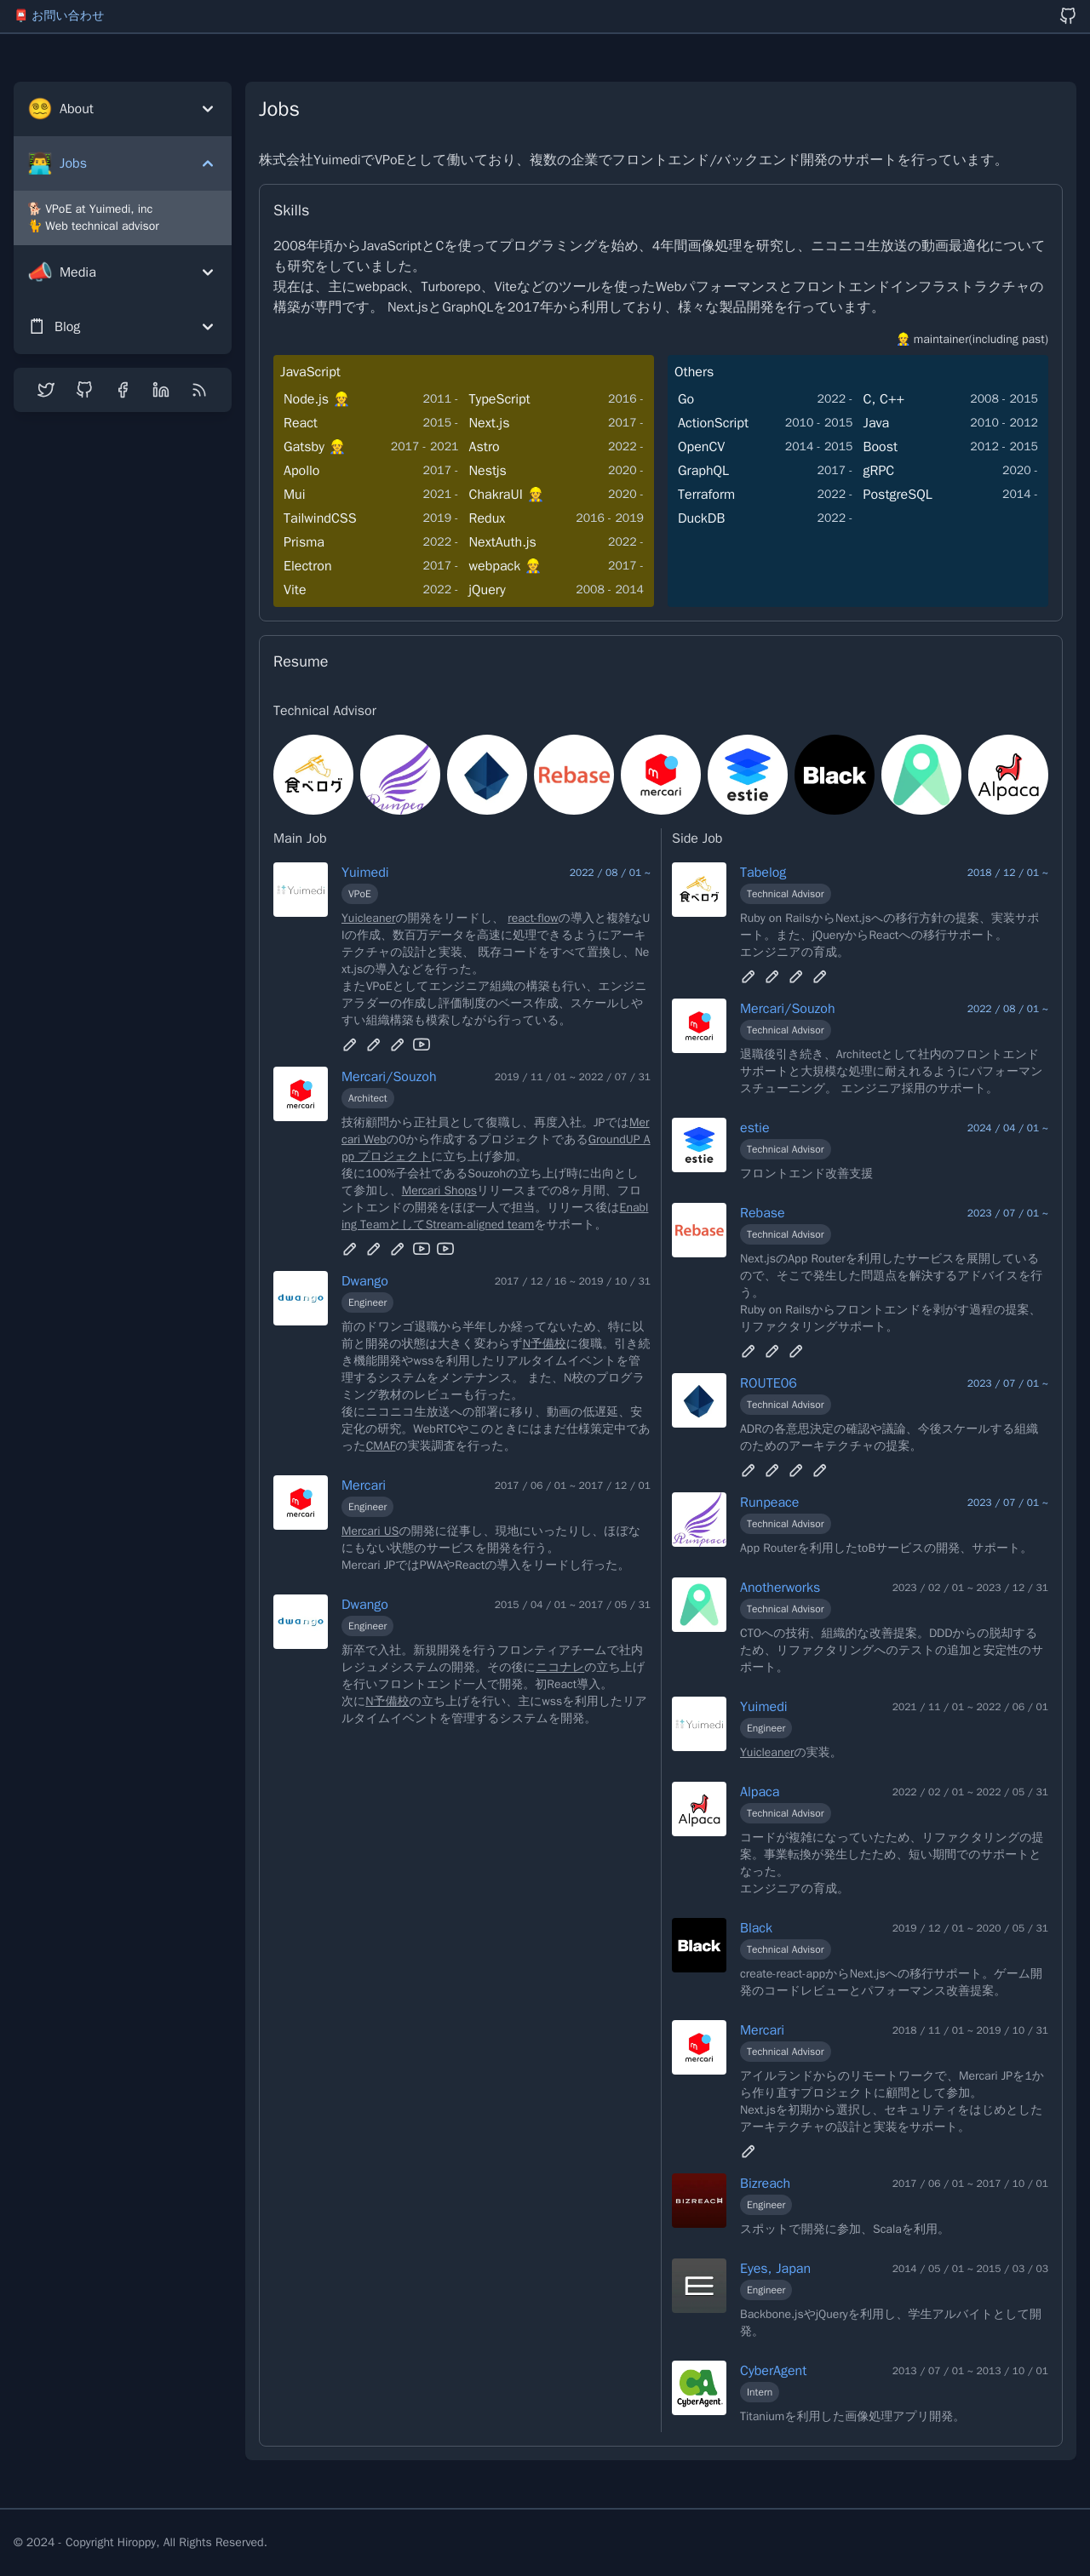 📮 お問い合わせ
About
Jobs
🐕 VPoE at Yuimedi, inc
🐈 Web technical advisor
Media
Blog
Jobs
株式会社YuimediでVPoEとして働いており、複数の企業でフロントエンド/バックエンド開発のサポートを行っています。
Skills
2008年頃からJavaScriptとCを使ってプログラミングを始め、4年間画像処理を研究し、ニコニコ生放送の動画最適化について
も研究をしていました。
現在は、主にwebpack、Turborepo、Viteなどのツールを使ったWebパフォーマンスとフロントエンドインフラストラクチャの
構築が専門です。 Next.jsとGraphQLを2017年から利用しており、様々な製品開発を行っています。
👷 maintainer(including past)
JavaScript
Node.js 👷 2011 - TypeScript 2016 -
React 2015 - Next.js 2017 -
Gatsby 👷 2017 - 2021 Astro 2022 -
Apollo 2017 - Nestjs 2020 -
Mui 2021 - ChakraUI 👷 2020 -
TailwindCSS 2019 - Redux 2016 - 2019
Prisma 2022 - NextAuth.js 2022 -
Electron 2017 - webpack 👷 2017 -
Vite 2022 - jQuery 2008 - 2014
Others
Go 2022 - C, C++ 2008 - 2015
ActionScript 2010 - 2015 Java 2010 - 2012
OpenCV 2014 - 2015 Boost 2012 - 2015
GraphQL 2017 - gRPC 2020 -
Terraform 2022 - PostgreSQL 2014 -
DuckDB 2022 -
Resume
Technical Advisor
食べログ
Runpeace
Rebase
mercari
estie
Black
Alpaca
Main Job
Yuimedi
Yuimedi 2022 / 08 / 01 ~
VPoE
Yuicleanerの開発をリードし、 react-flowの導入と複雑なU
Iの作成、数百万データを高速に処理できるようにアーキ
テクチャの設計と実装、 既存コードをすべて置換し、Ne
xt.jsの導入などを行った。
またVPoEとしてエンジニア組織の構築も行い、エンジニ
アラダーの作成し評価制度のベース作成、スケールしや
すい組織構築も模索しながら行っている。
mercari
Mercari/Souzoh 2019 / 11 / 01 ~ 2022 / 07 / 31
Architect
技術顧問から正社員として復職し、再度入社。JPではMer
cari Webの0から作成するプロジェクトであるGroundUP A
pp プロジェクトに立ち上げ参加。
後に100%子会社であるSouzohの立ち上げ時に出向とし
て参加し、Mercari Shopsリリースまでの8ヶ月間、フロ
ントエンドの開発をほぼ一人で担当。リリース後はEnabl
ing TeamとしてStream-aligned teamをサポート。
dwango
Dwango 2017 / 12 / 16 ~ 2019 / 10 / 31
Engineer
前のドワンゴ退職から半年しか経ってないため、特に以
前と開発の状態は大きく変わらずN予備校に復職。引き続
き機能開発やwssを利用したリアルタイムイベントを管
理するシステムをメンテナンス。 また、N校のプログラ
ミング教材のレビューも行った。
後にニコニコ生放送への部署に移り、動画の低遅延、安
定化の研究。WebRTCやこのときにはまだ仕様策定中であ
ったCMAFの実装調査を行った。
mercari
Mercari 2017 / 06 / 01 ~ 2017 / 12 / 01
Engineer
Mercari USの開発に従事し、現地にいったりし、ほぼな
にもない状態のサービスを開発を行う。
Mercari JPではPWAやReactの導入をリードし行った。
dwango
Dwango 2015 / 04 / 01 ~ 2017 / 05 / 31
Engineer
新卒で入社。新規開発を行うフロンティアチームで社内
レジュメシステムの開発。その後にニコナレの立ち上げ
を行いフロントエンド一人で開発。初React導入。
次にN予備校の立ち上げを行い、主にwssを利用したリア
ルタイムイベントを管理するシステムを開発。
Side Job
食べログ
Tabelog 2018 / 12 / 01 ~
Technical Advisor
Ruby on RailsからNext.jsへの移行方針の提案、実装サポ
ート。また、jQueryからReactへの移行サポート。
エンジニアの育成。
mercari
Mercari/Souzoh 2022 / 08 / 01 ~
Technical Advisor
退職後引き続き、Architectとして社内のフロントエンド
サポートと大規模な処理に耐えれるようにパフォーマン
スチューニング。 エンジニア採用のサポート。
estie
estie 2024 / 04 / 01 ~
Technical Advisor
フロントエンド改善支援
Rebase
Rebase 2023 / 07 / 01 ~
Technical Advisor
Next.jsのApp Routerを利用したサービスを展開している
ので、そこで発生した問題点を解決するアドバイスを行
う。
Ruby on Railsからフロントエンドを剥がす過程の提案、
リファクタリングサポート。
ROUTE06 2023 / 07 / 01 ~
Technical Advisor
ADRの各意思決定の確認や議論、今後スケールする組織
のためのアーキテクチャの提案。
Runpeace
Runpeace 2023 / 07 / 01 ~
Technical Advisor
App Routerを利用したtoBサービスの開発、サポート。
Anotherworks 2023 / 02 / 01 ~ 2023 / 12 / 31
Technical Advisor
CTOへの技術、組織的な改善提案。DDDからの脱却する
ため、リファクタリングへのテストの追加と安定性のサ
ポート。
Yuimedi
Yuimedi 2021 / 11 / 01 ~ 2022 / 06 / 01
Engineer
Yuicleanerの実装。
Alpaca
Alpaca 2022 / 02 / 01 ~ 2022 / 05 / 31
Technical Advisor
コードが複雑になっていたため、リファクタリングの提
案。事業転換が発生したため、短い期間でのサポートと
なった。
エンジニアの育成。
Black
Black 2019 / 12 / 01 ~ 2020 / 05 / 31
Technical Advisor
create-react-appからNext.jsへの移行サポート。ゲーム開
発のコードレビューとパフォーマンス改善提案。
mercari
Mercari 2018 / 11 / 01 ~ 2019 / 10 / 31
Technical Advisor
アイルランドからのリモートワークで、Mercari JPを1か
ら作り直すプロジェクトに顧問として参加。
Next.jsを初期から選択し、セキュリティをはじめとした
アーキテクチャの設計と実装をサポート。
BIZREACH
Bizreach 2017 / 06 / 01 ~ 2017 / 10 / 01
Engineer
スポットで開発に参加、Scalaを利用。
Eyes, Japan 2014 / 05 / 01 ~ 2015 / 03 / 03
Engineer
Backbone.jsやjQueryを利用し、学生アルバイトとして開
発。
CyberAgent.
CyberAgent 2013 / 07 / 01 ~ 2013 / 10 / 01
Intern
Titaniumを利用した画像処理アプリ開発。
© 2024 - Copyright Hiroppy, All Rights Reserved.